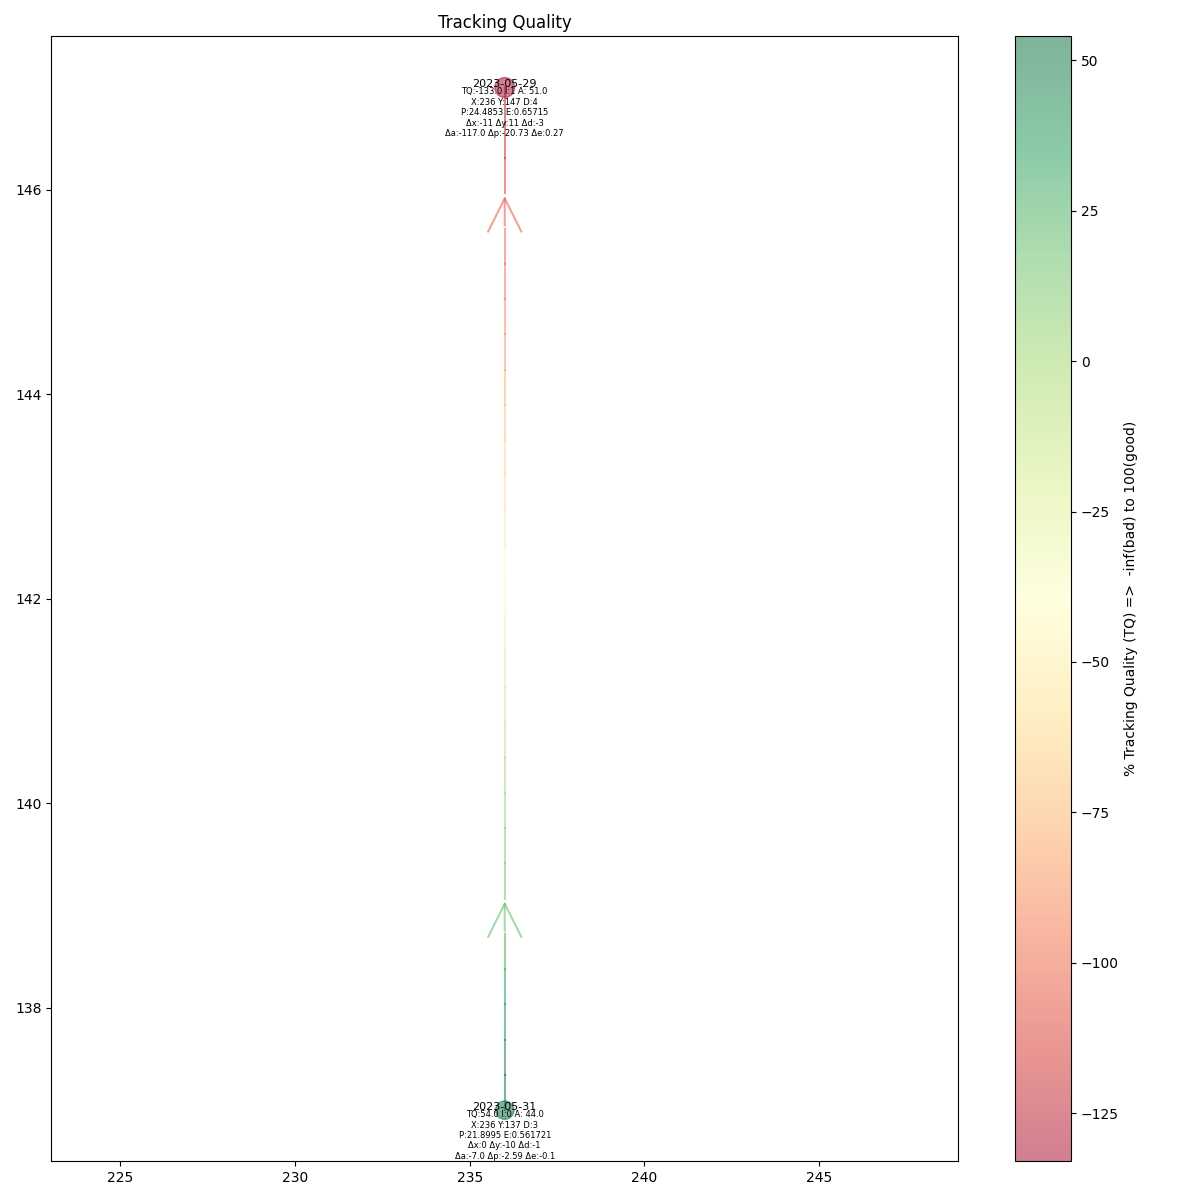 Tracking Quality
2023-05-29
TQ:-133.0 I:1 A: 51.0
X:236 Y:147 D:4
P:24.4853 E:0.65715
Δx:-11 Δy:11 Δd:-3
Δa:-117.0 Δp:-20.73 Δe:0.27
146
144
142
140
138
2023-05-31
TQ:54.0 I:0 A: 44.0
X:236 Y:137 D:3
P:21.8995 E:0.561721
Δx:0 Δy:-10 Δd:-1
Δa:-7.0 Δp:-2.59 Δe:-0.1
225
230
235
240
245
50
25
0
−25
−50
−75
−100
−125
% Tracking Quality (TQ) =>  -inf(bad) to 100(good)